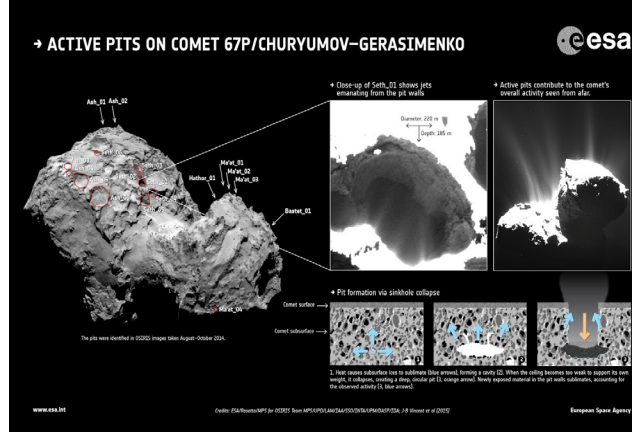 esa
→ ACTIVE PITS ON COMET 67P/CHURYUMOV–GERASIMENKO
→ Close-up of Seth_01 shows jets
emanating from the pit walls
→ Active pits contribute to the comet's
overall activity seen from afar.
Ash_01 Ash_02
Diameter: 220 m
Depth: 185 m
Ma'at_01
Ma'at_02
Hathor_01 Ma'at_03
Bastet_01
Ma'at_04
→ Pit formation via sinkhole collapse
Comet surface
Comet subsurface
The pits were identified in OSIRIS images taken August–October 2014.
1. Heat causes subsurface ices to sublimate (blue arrows), forming a cavity (2). When the ceiling becomes too weak to support its own
weight, it collapses, creating a deep, circular pit (3, orange arrow). Newly exposed material in the pit walls sublimates, accounting for
the observed activity (3, blue arrows).
www.esa.int
Credits: ESA/Rosetta/MPS for OSIRIS Team MPS/UPD/LAM/IAA/SSO/INTA/UPM/DASP/IDA; J-B Vincent et al (2015)
European Space Agency